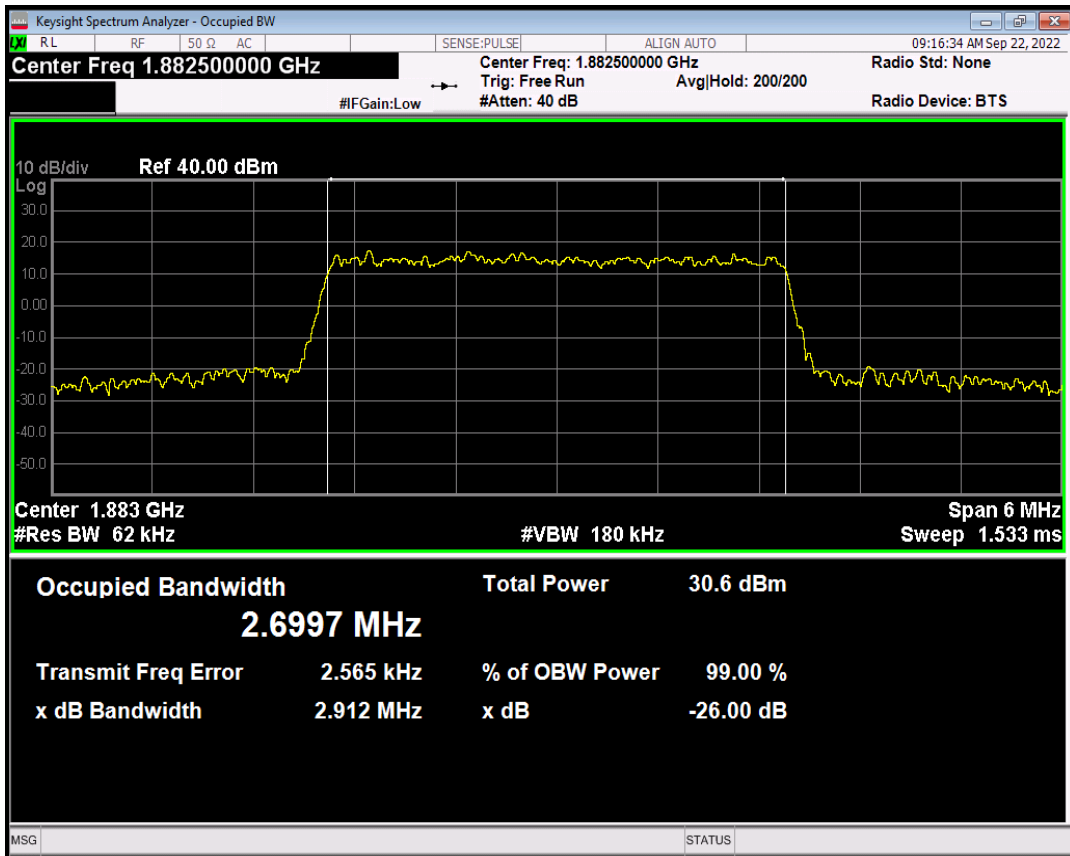 Keysight Spectrum Analyzer - Occupied BW
LXI RL RF 50 Ω AC SENSE:PULSE ALIGN AUTO 09:16:34 AM Sep 22, 2022
Center Freq 1.882500000 GHz Center Freq: 1.882500000 GHz Radio Std: None
Trig: Free Run Avg|Hold: 200/200
#IFGain:Low #Atten: 40 dB Radio Device: BTS
10 dB/div Ref 40.00 dBm
Log
30.0
20.0
10.0
0.00
-10.0
-20.0
-30.0
-40.0
-50.0
Center 1.883 GHz Span 6 MHz
#Res BW 62 kHz #VBW 180 kHz Sweep 1.533 ms
Occupied Bandwidth Total Power 30.6 dBm
2.6997 MHz
Transmit Freq Error 2.565 kHz % of OBW Power 99.00 %
x dB Bandwidth 2.912 MHz x dB -26.00 dB
MSG STATUS